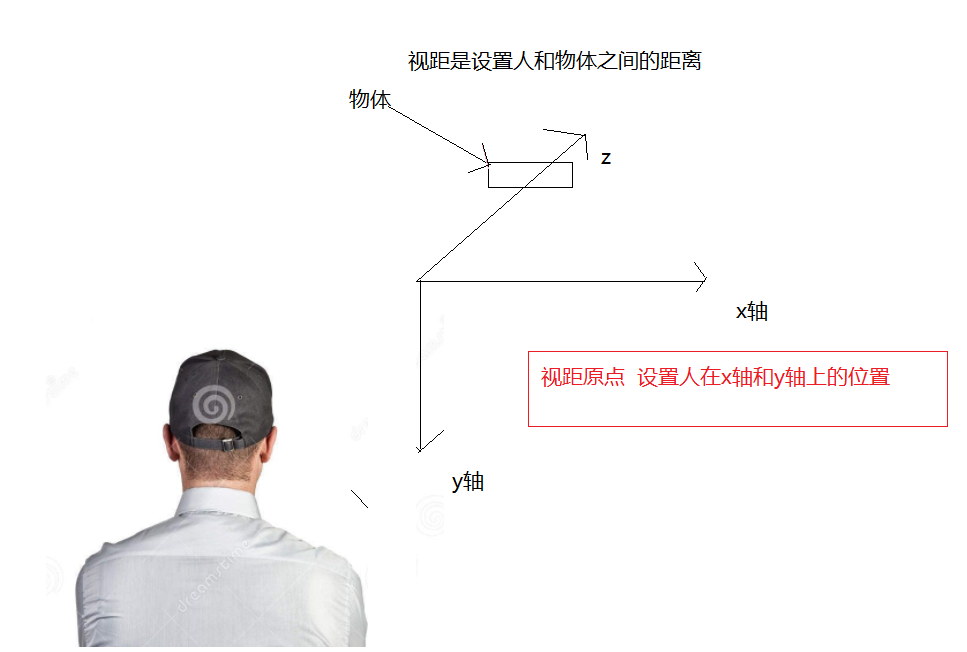 视距是设置人和物体之间的距离
物体
z
x轴
视距原点 设置人在x轴和y轴上的位置
y轴
dreamstime